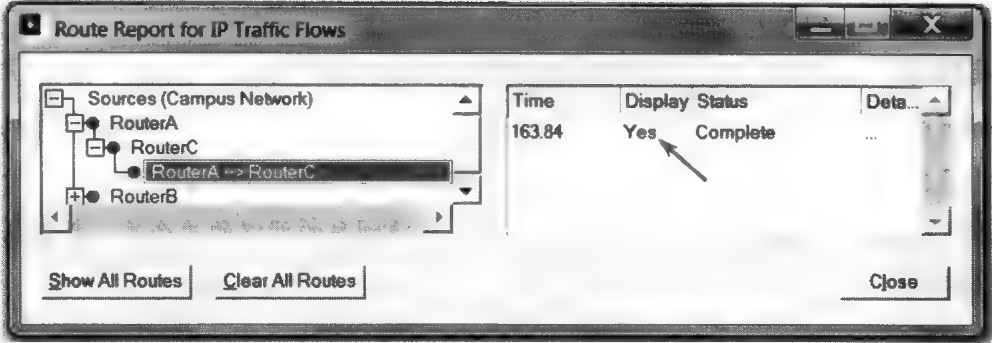 Route Report for IP Traffic Flows
Sources (Campus Network)
RouterA
RouterC
RouterA --> RouterC
RouterB
Time Display Status Deta...
163.84 Yes Complete ...
Show All Routes
Clear All Routes
Close